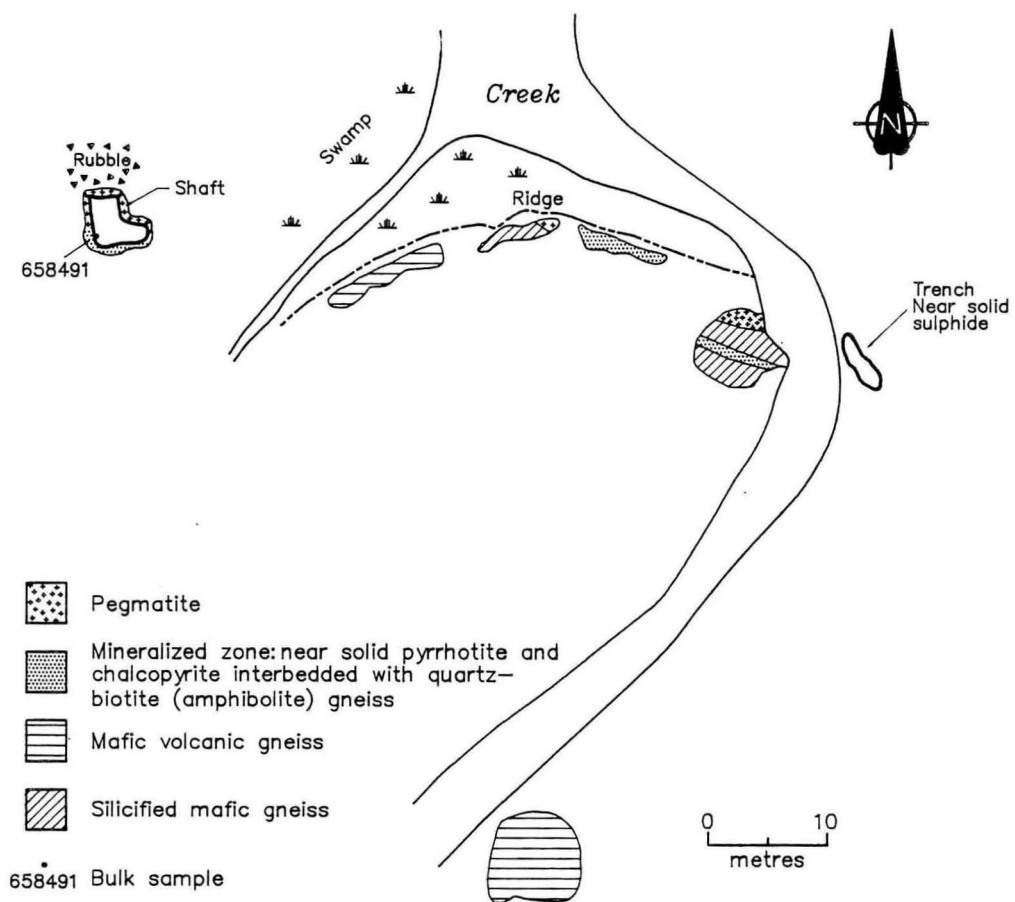 Creek
N
Swamp
Rubble
Shaft
Ridge
658491
Trench
Near solid
sulphide
Pegmatite
Mineralized zone: near solid pyrrhotite and
chalcopyrite interbedded with quartz-
biotite (amphibolite) gneiss
Mafic volcanic gneiss
Silicified mafic gneiss
658491 Bulk sample
0 10
metres